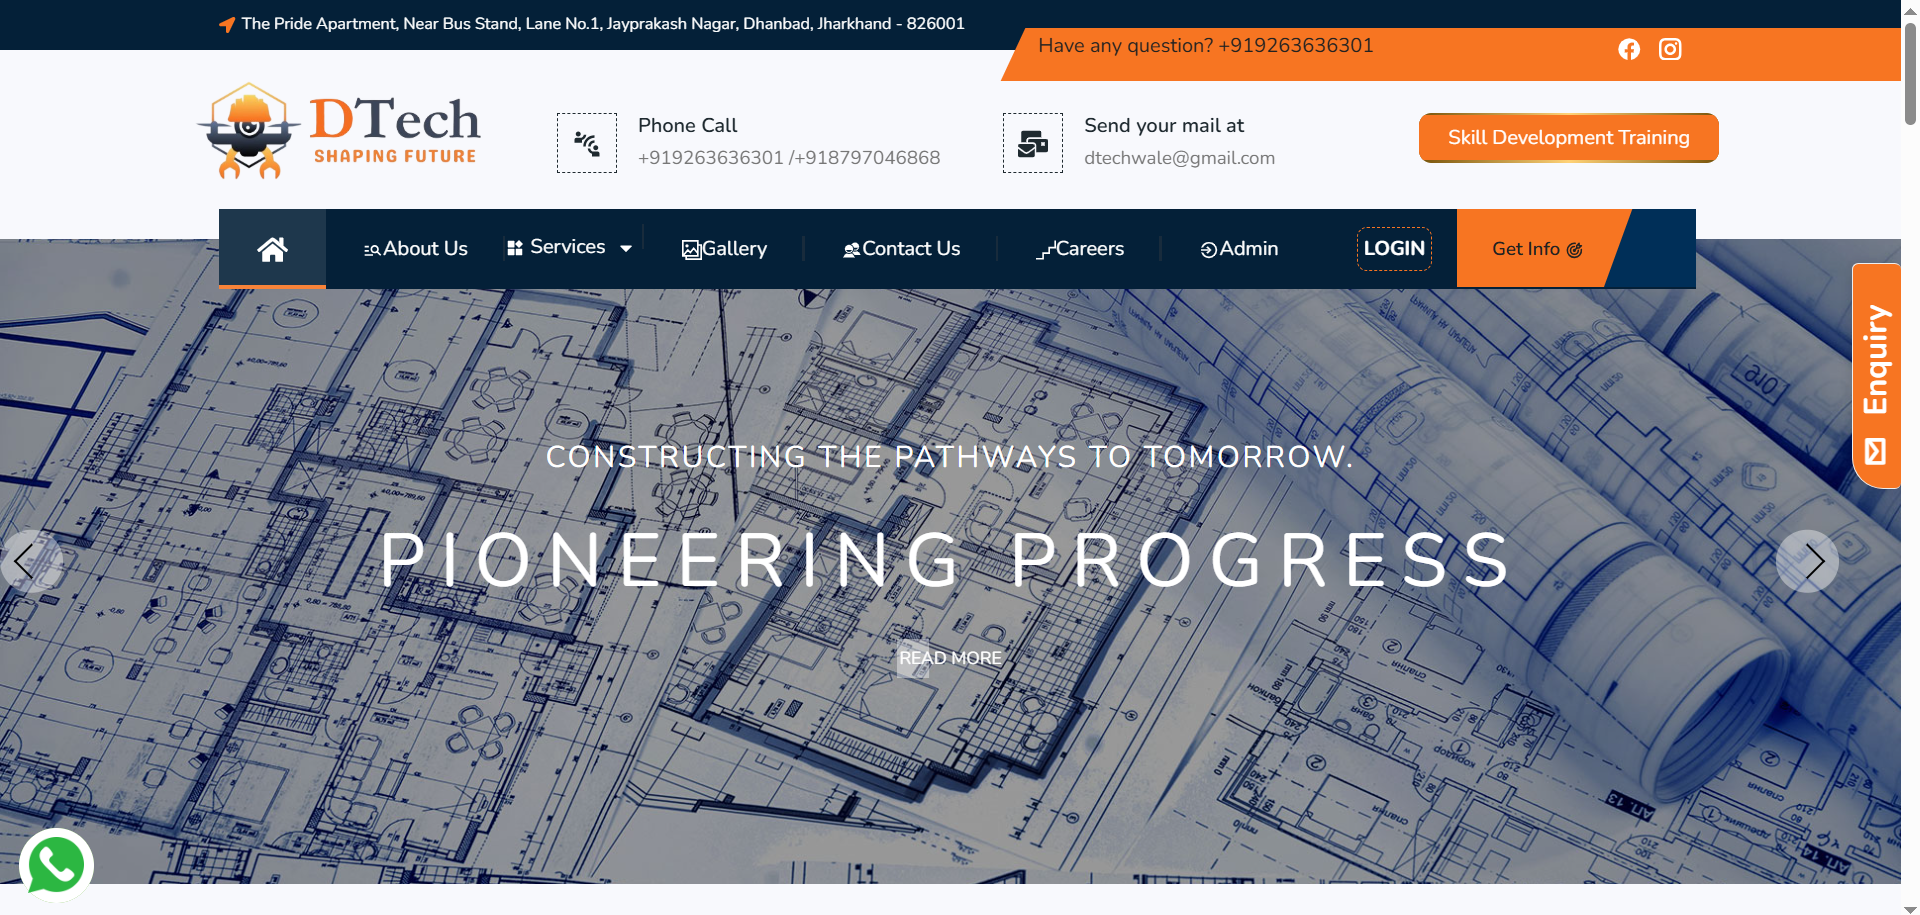 The Pride Apartment, Near Bus Stand, Lane No.1, Jayprakash Nagar, Dhanbad, Jharkhand - 826001
Have any question? +919263636301
DTech
SHAPING FUTURE
Phone Call
+919263636301 /+918797046868
Send your mail at
dtechwale@gmail.com
Skill Development Training
About Us
Services
Gallery
Contact Us
Careers
Admin
LOGIN
Get Info
Enquiry
CONSTRUCTING THE PATHWAYS TO TOMORROW.
PIONEERING PROGRESS
READ MORE